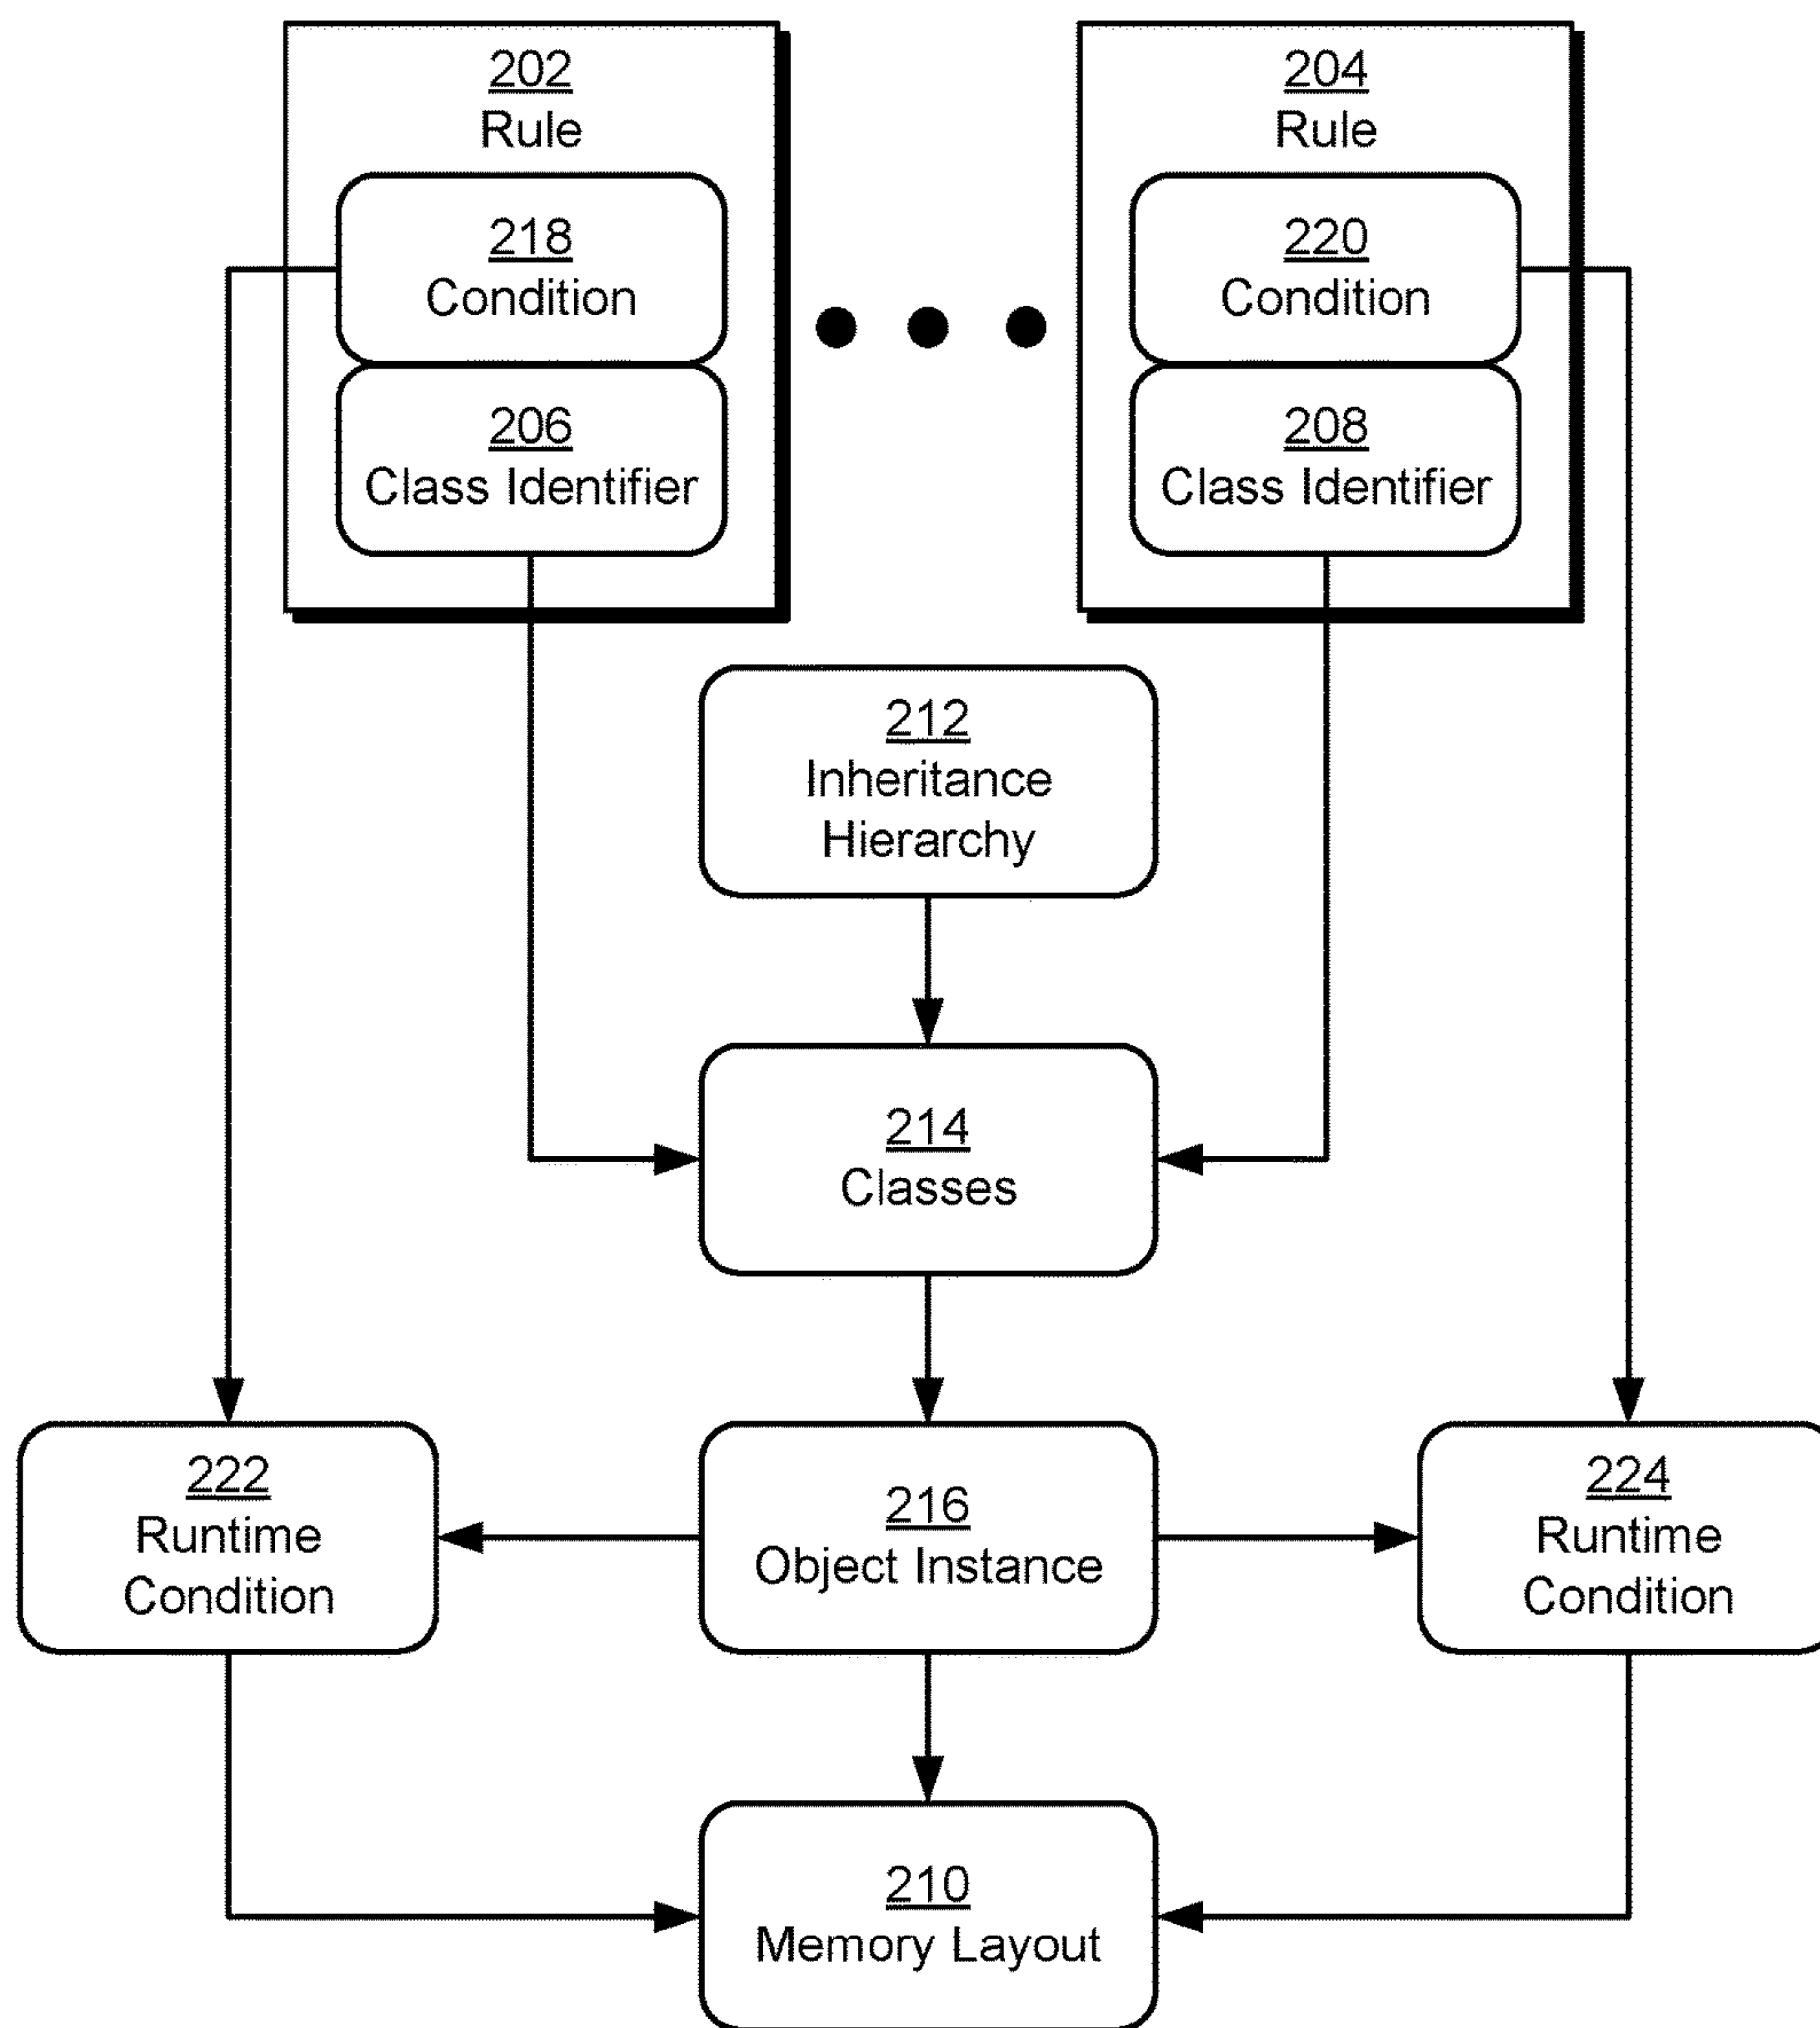 202
Rule
218
Condition
206
Class Identifier
204
Rule
220
Condition
208
Class Identifier
212
Inheritance
Hierarchy
214
Classes
222
Runtime
Condition
216
Object Instance
224
Runtime
Condition
210
Memory Layout